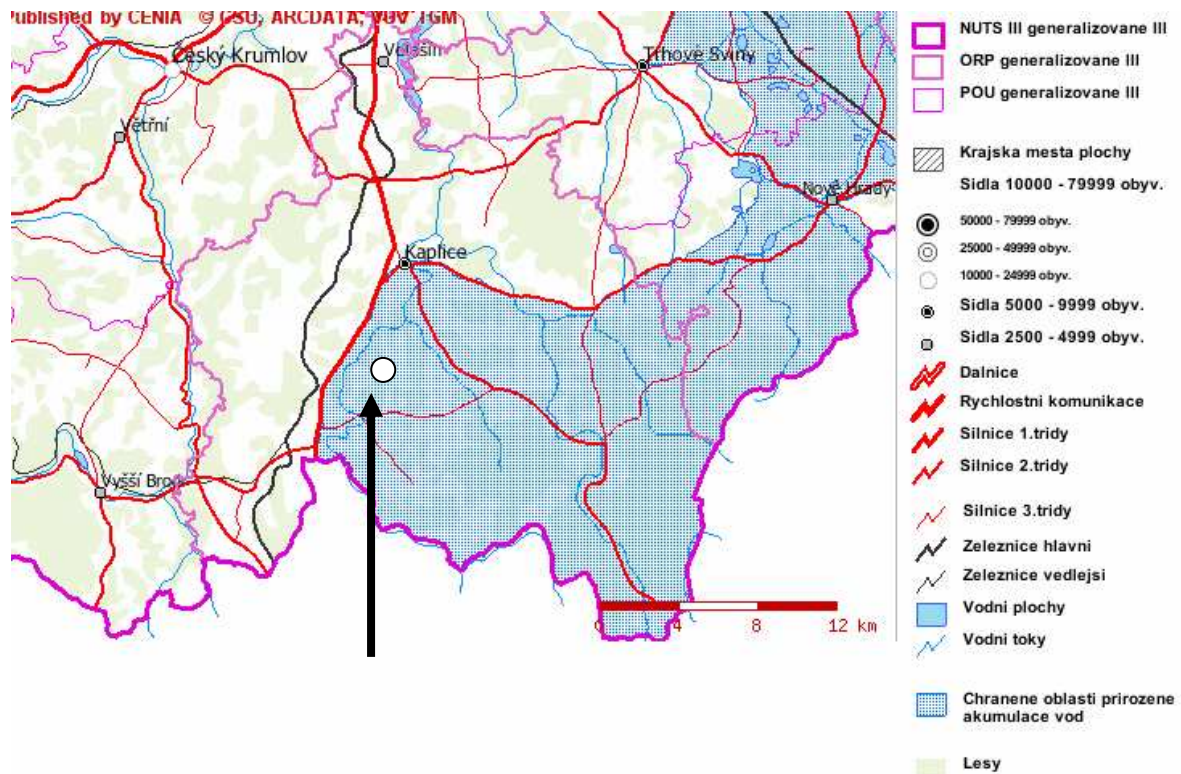 Published by CENIA © ČSÚ, ARCDATA, VÚV TGM
Český Krumlov
Velešín
Trhové Sviny
Větřní
Nové Hrady
Kaplice
Vyšší Brod
4 8 12 km
NUTS III generalizovane III
ORP generalizovane III
POU generalizovane III
Krajska mesta plochy
Sidla 10000 - 79999 obyv.
50000 - 79999 obyv.
25000 - 49999 obyv.
10000 - 24999 obyv.
Sidla 5000 - 9999 obyv.
Sidla 2500 - 4999 obyv.
Dalnice
Rychlostni komunikace
Silnice 1.tridy
Silnice 2.tridy
Silnice 3.tridy
Zeleznice hlavni
Zeleznice vedlejsi
Vodni plochy
Vodni toky
Chranene oblasti prirozene
akumulace vod
Lesy